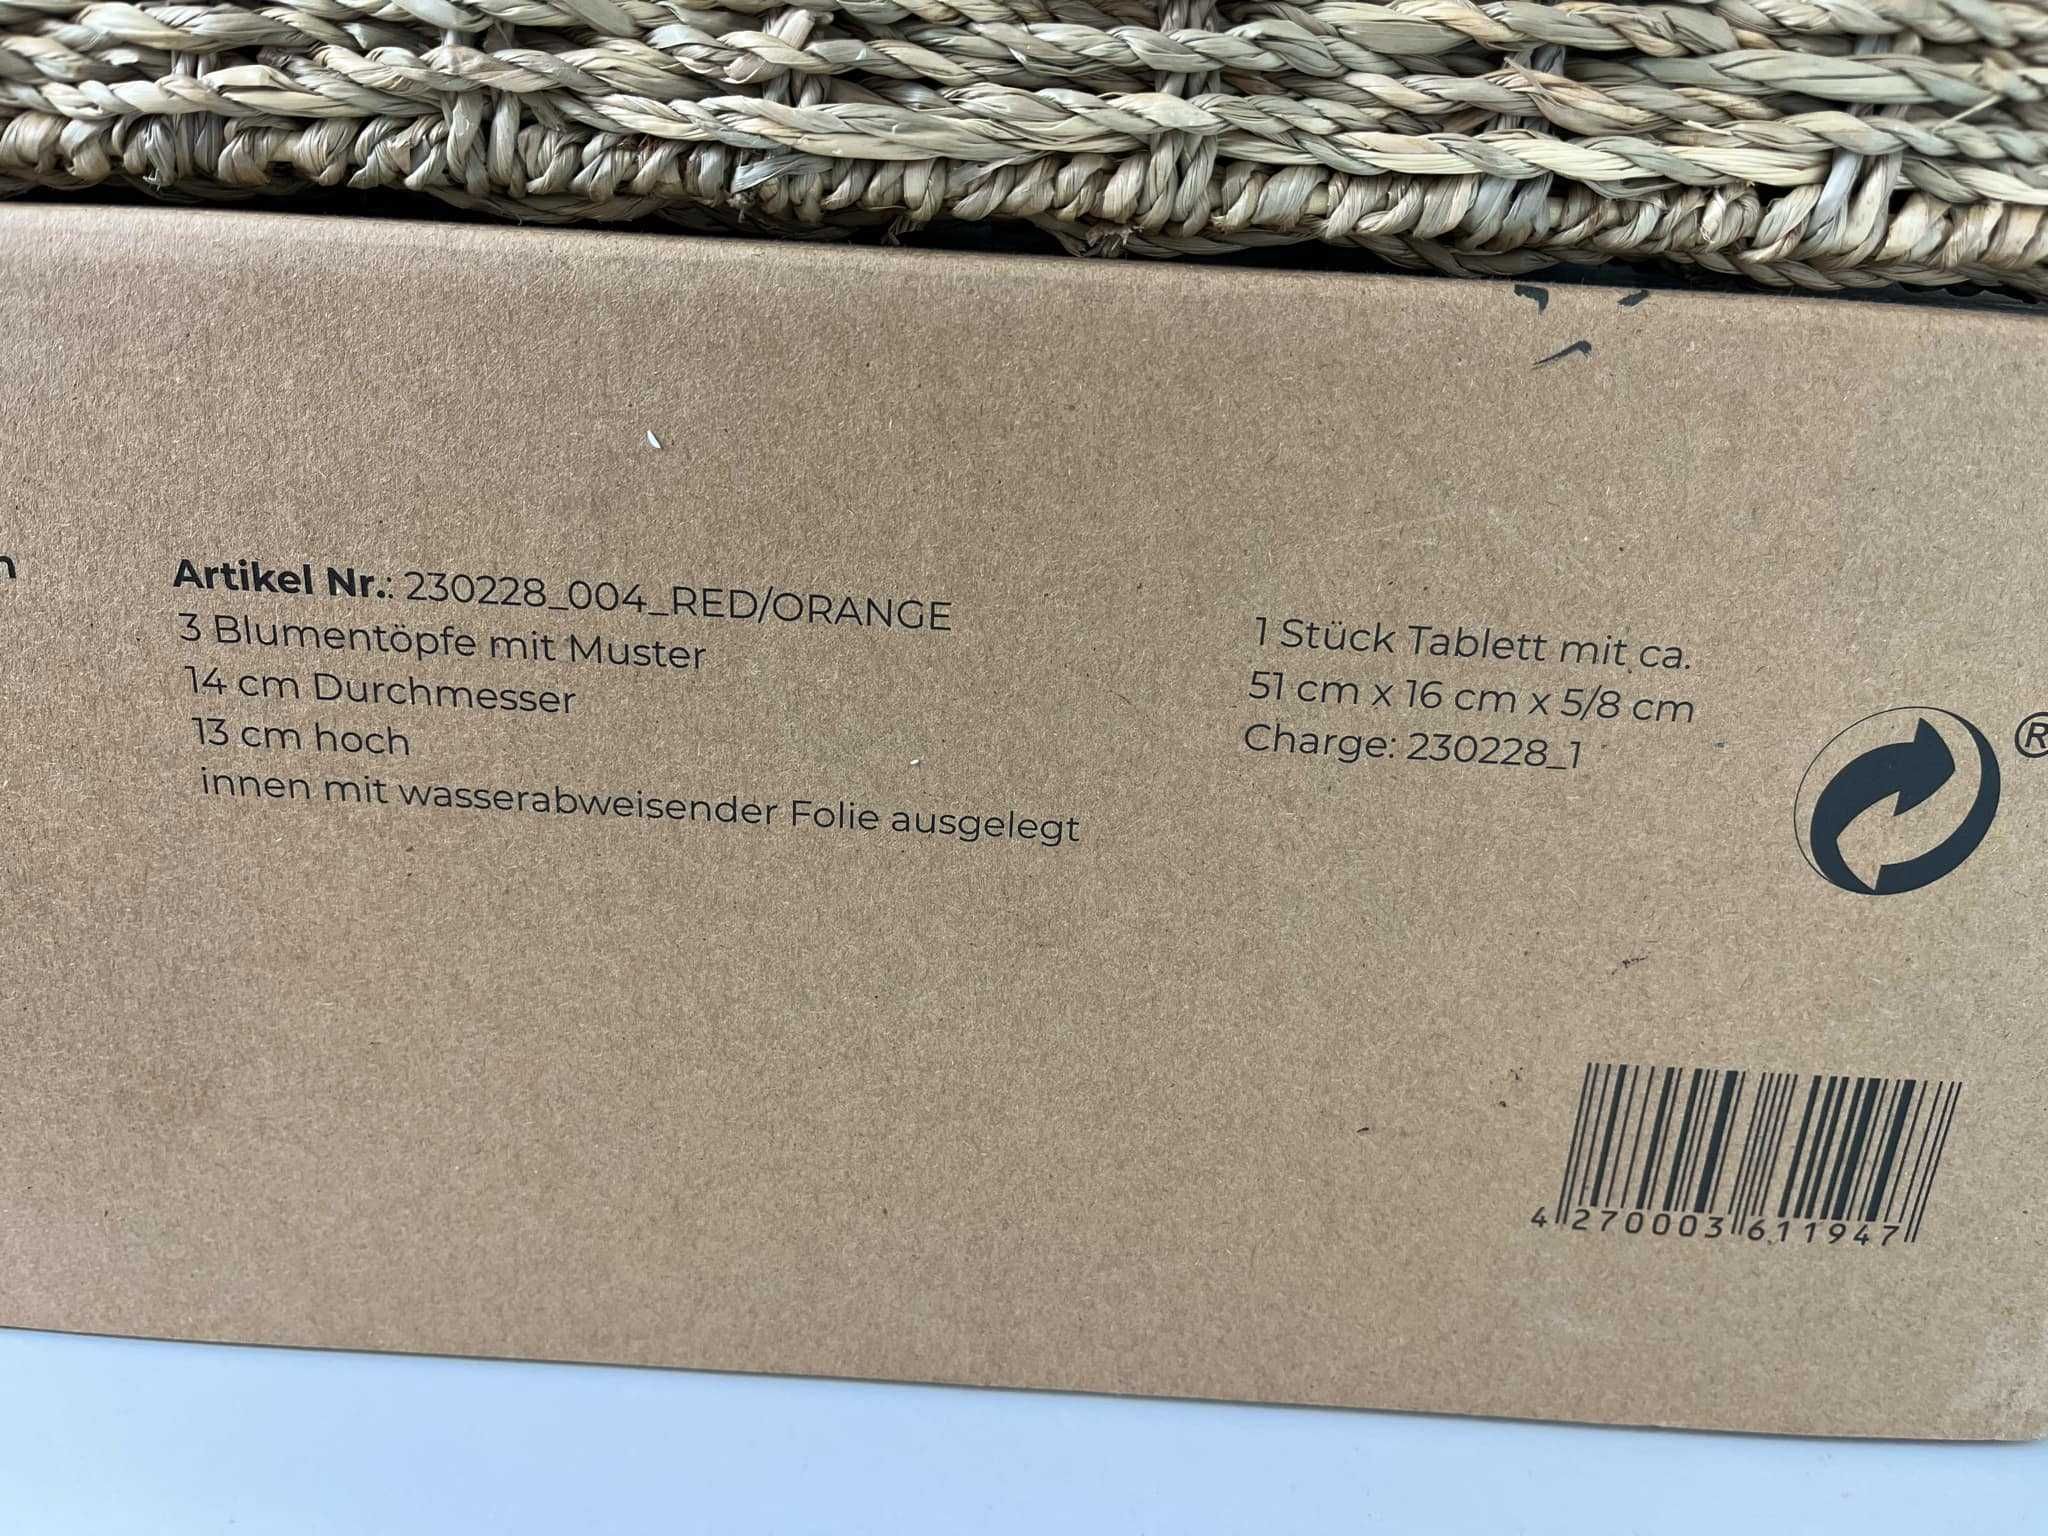 n
Artikel Nr.: 230228_004_RED/ORANGE
3 Blumentöpfe mit Muster
14 cm Durchmesser
13 cm hoch
innen mit wasserabweisender Folie ausgelegt
1 Stück Tablett mit ca.
51 cm x 16 cm x 5/8 cm
Charge: 230228_1
®
4 270003 611947